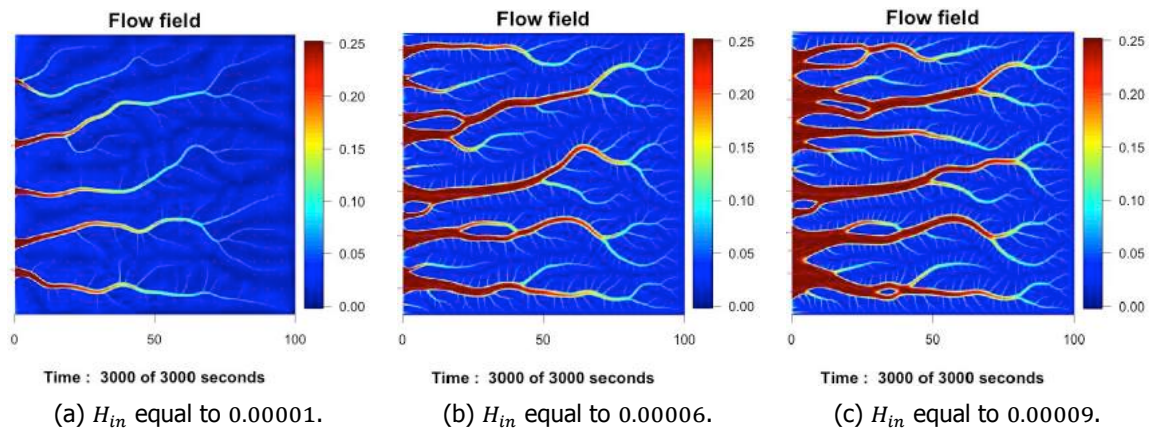 Flow field
0.25
0.20
0.15
0.10
0.05
0.00
0 50 100
Time : 3000 of 3000 seconds
(a) H_in equal to 0.00001.
Flow field
0.25
0.20
0.15
0.10
0.05
0.00
0 50 100
Time : 3000 of 3000 seconds
(b) H_in equal to 0.00006.
Flow field
0.25
0.20
0.15
0.10
0.05
0.00
0 50 100
Time : 3000 of 3000 seconds
(c) H_in equal to 0.00009.